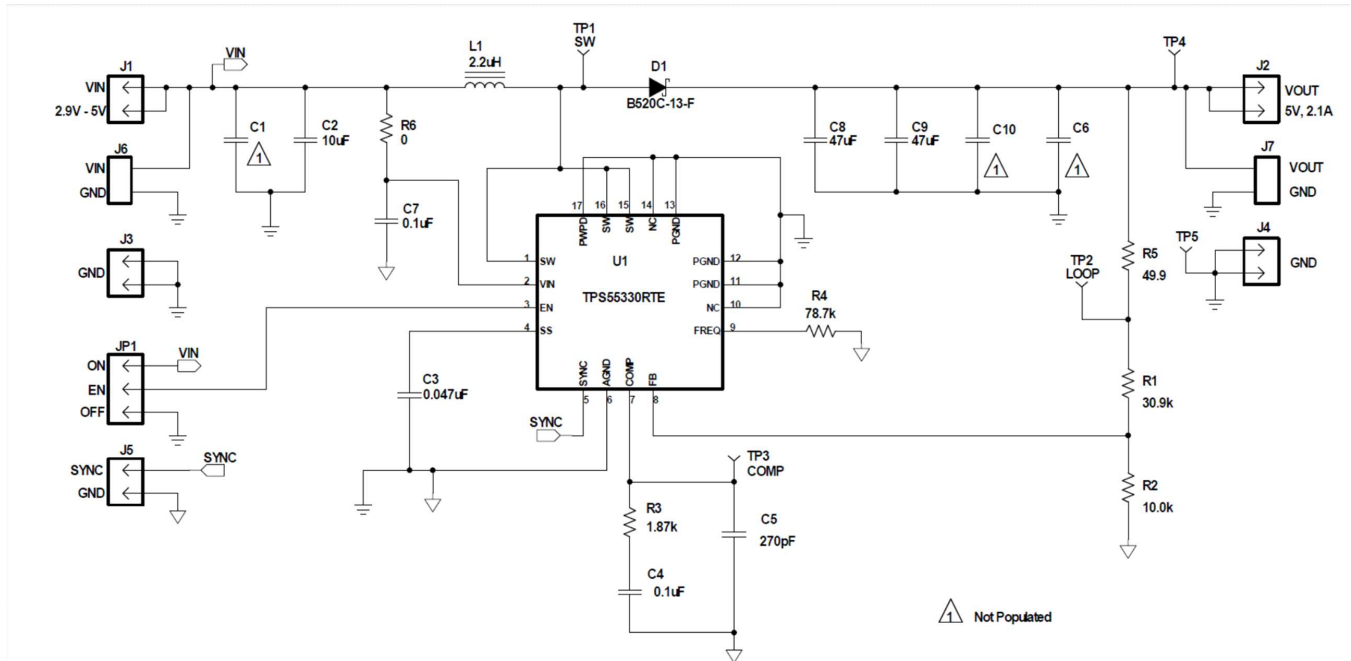 TP1
SW
L1
2.2uH
VIN
TP4
J1
VIN
2.9V - 5V
D1
B520C-13-F
J2
VOUT
5V, 2.1A
C1
1
C2
10uF
R6
0
C8
47uF
C9
47uF
C10
1
C6
1
J6
VIN
GND
J7
VOUT
GND
C7
0.1uF
17
16
15
14
13
PWPD
SW
SW
NC
PGND
J3
GND
U1
TPS55330RTE
1
SW
2
VIN
3
EN
4
SS
PGND
12
PGND
11
NC
10
FREQ
9
TP2
LOOP
TP5
J4
GND
R5
49.9
R4
78.7k
JP1
ON
VIN
EN
OFF
C3
0.047uF
SYNC
AGND
COMP
FB
5
6
7
8
R1
30.9k
SYNC
J5
SYNC
SYNC
GND
TP3
COMP
R2
10.0k
R3
1.87k
C5
270pF
C4
0.1uF
1
Not Populated